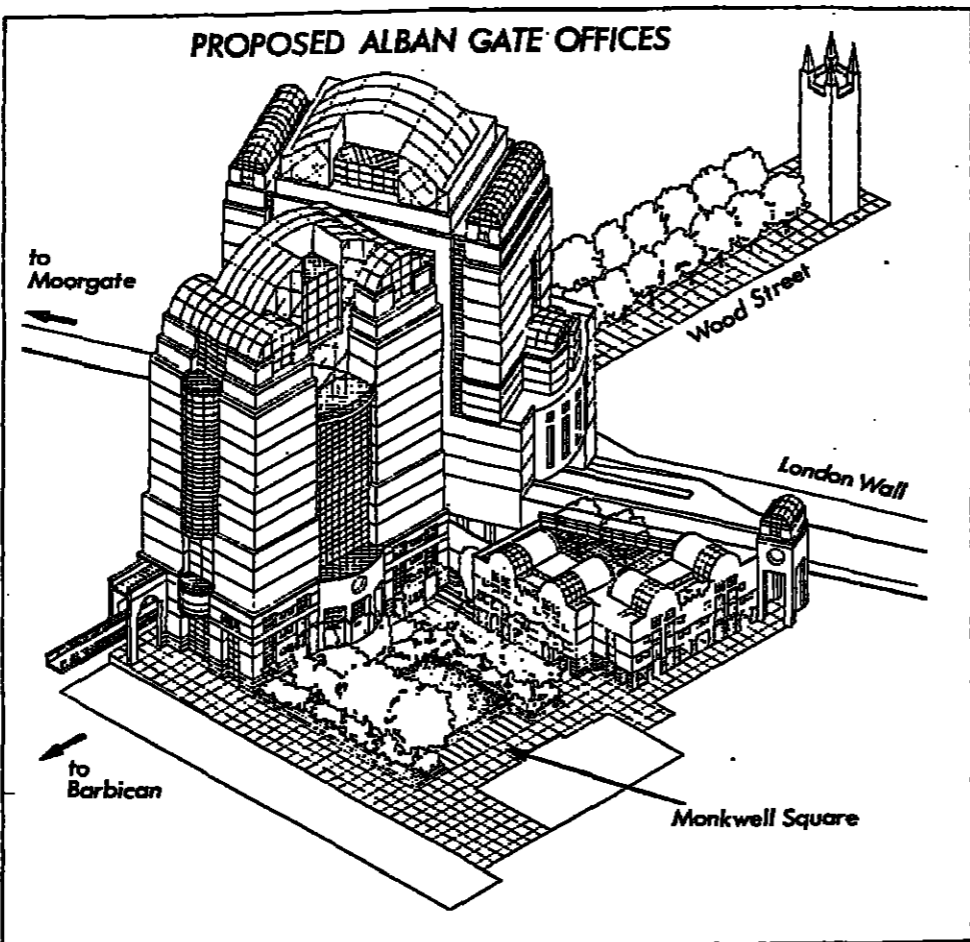 PROPOSED ALBAN GATE OFFICES
to
Moorgate
Wood Street
London Wall
to
Barbican
Monkwell Square